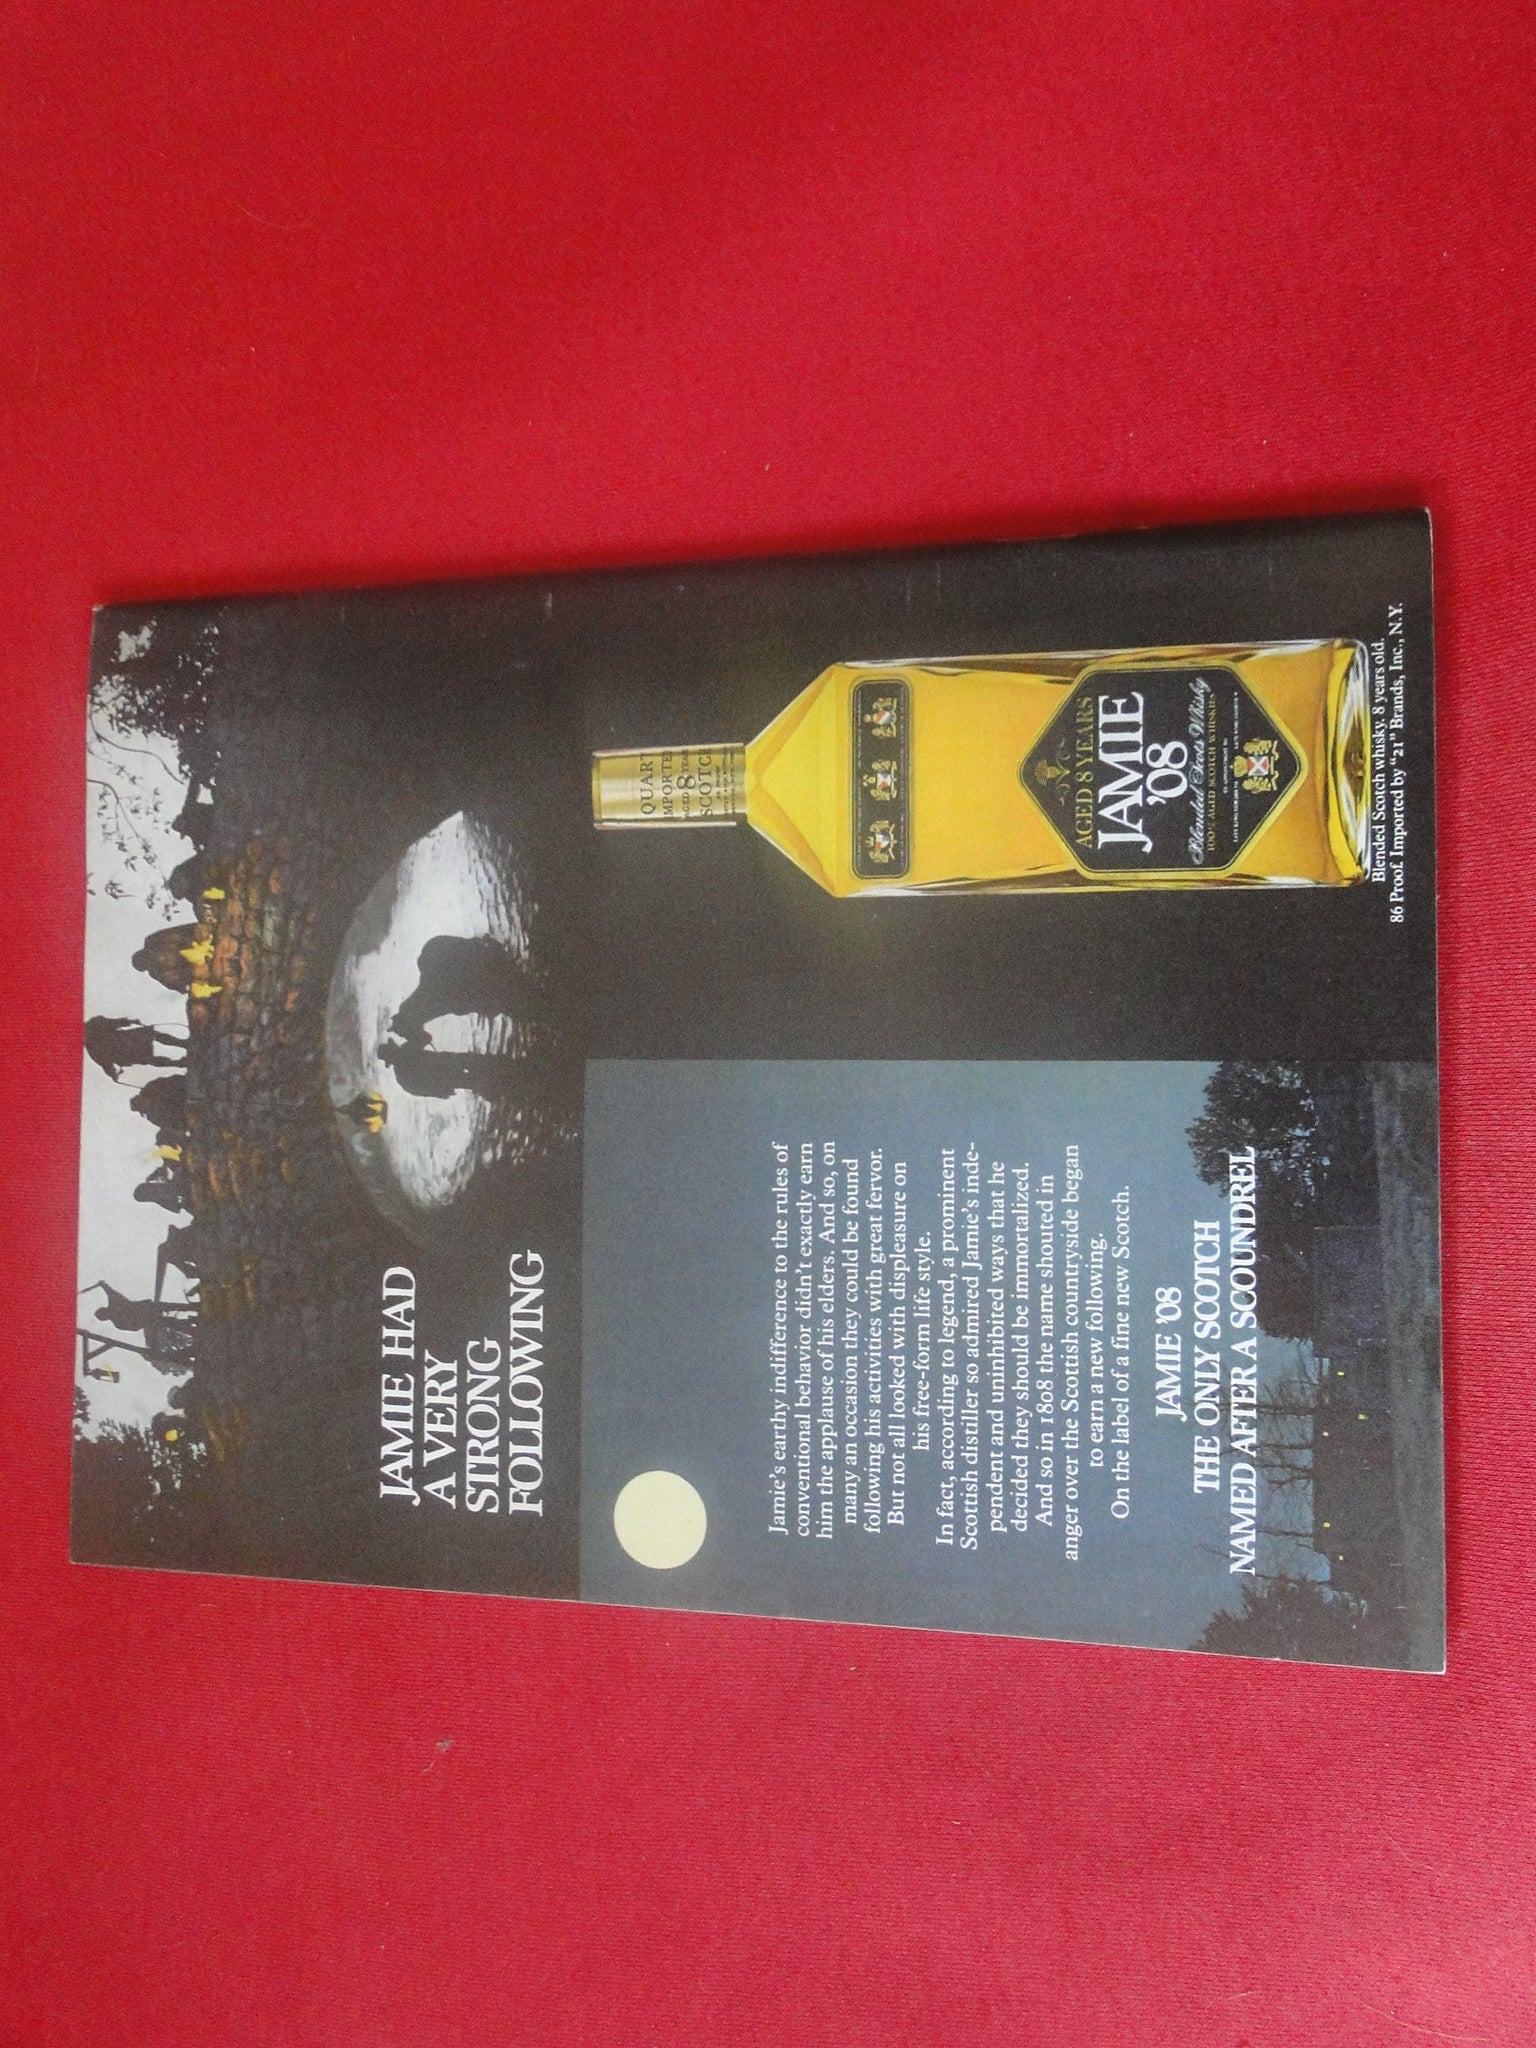 JAMIE HAD
A VERY
STRONG
FOLLOWING
Jamie's earthy indifference to the rules of
conventional behavior didn't exactly earn
him the applause of his elders. And so, on
many an occasion they could be found
following his activities with great fervor.
But not all looked with displeasure on
his free-form life style.
In fact, according to legend, a prominent
Scottish distiller so admired Jamie's inde-
pendent and uninhibited ways that he
decided they should be immortalized.
And so in 1808 the name shouted in
anger over the Scottish countryside began
to earn a new following.
On the label of a fine new Scotch.
JAMIE '08
THE ONLY SCOTCH
NAMED AFTER A SCOUNDREL
QUART
IMPORTED
AGED 8 YEARS
SCOTCH
AGED 8 YEARS
JAMIE
'08
Blended Scots Whisky
100% AGED SCOTCH WHISKIES
Blended Scotch whisky. 8 years old.
86 Proof. Imported by "21" Brands, Inc., N.Y.